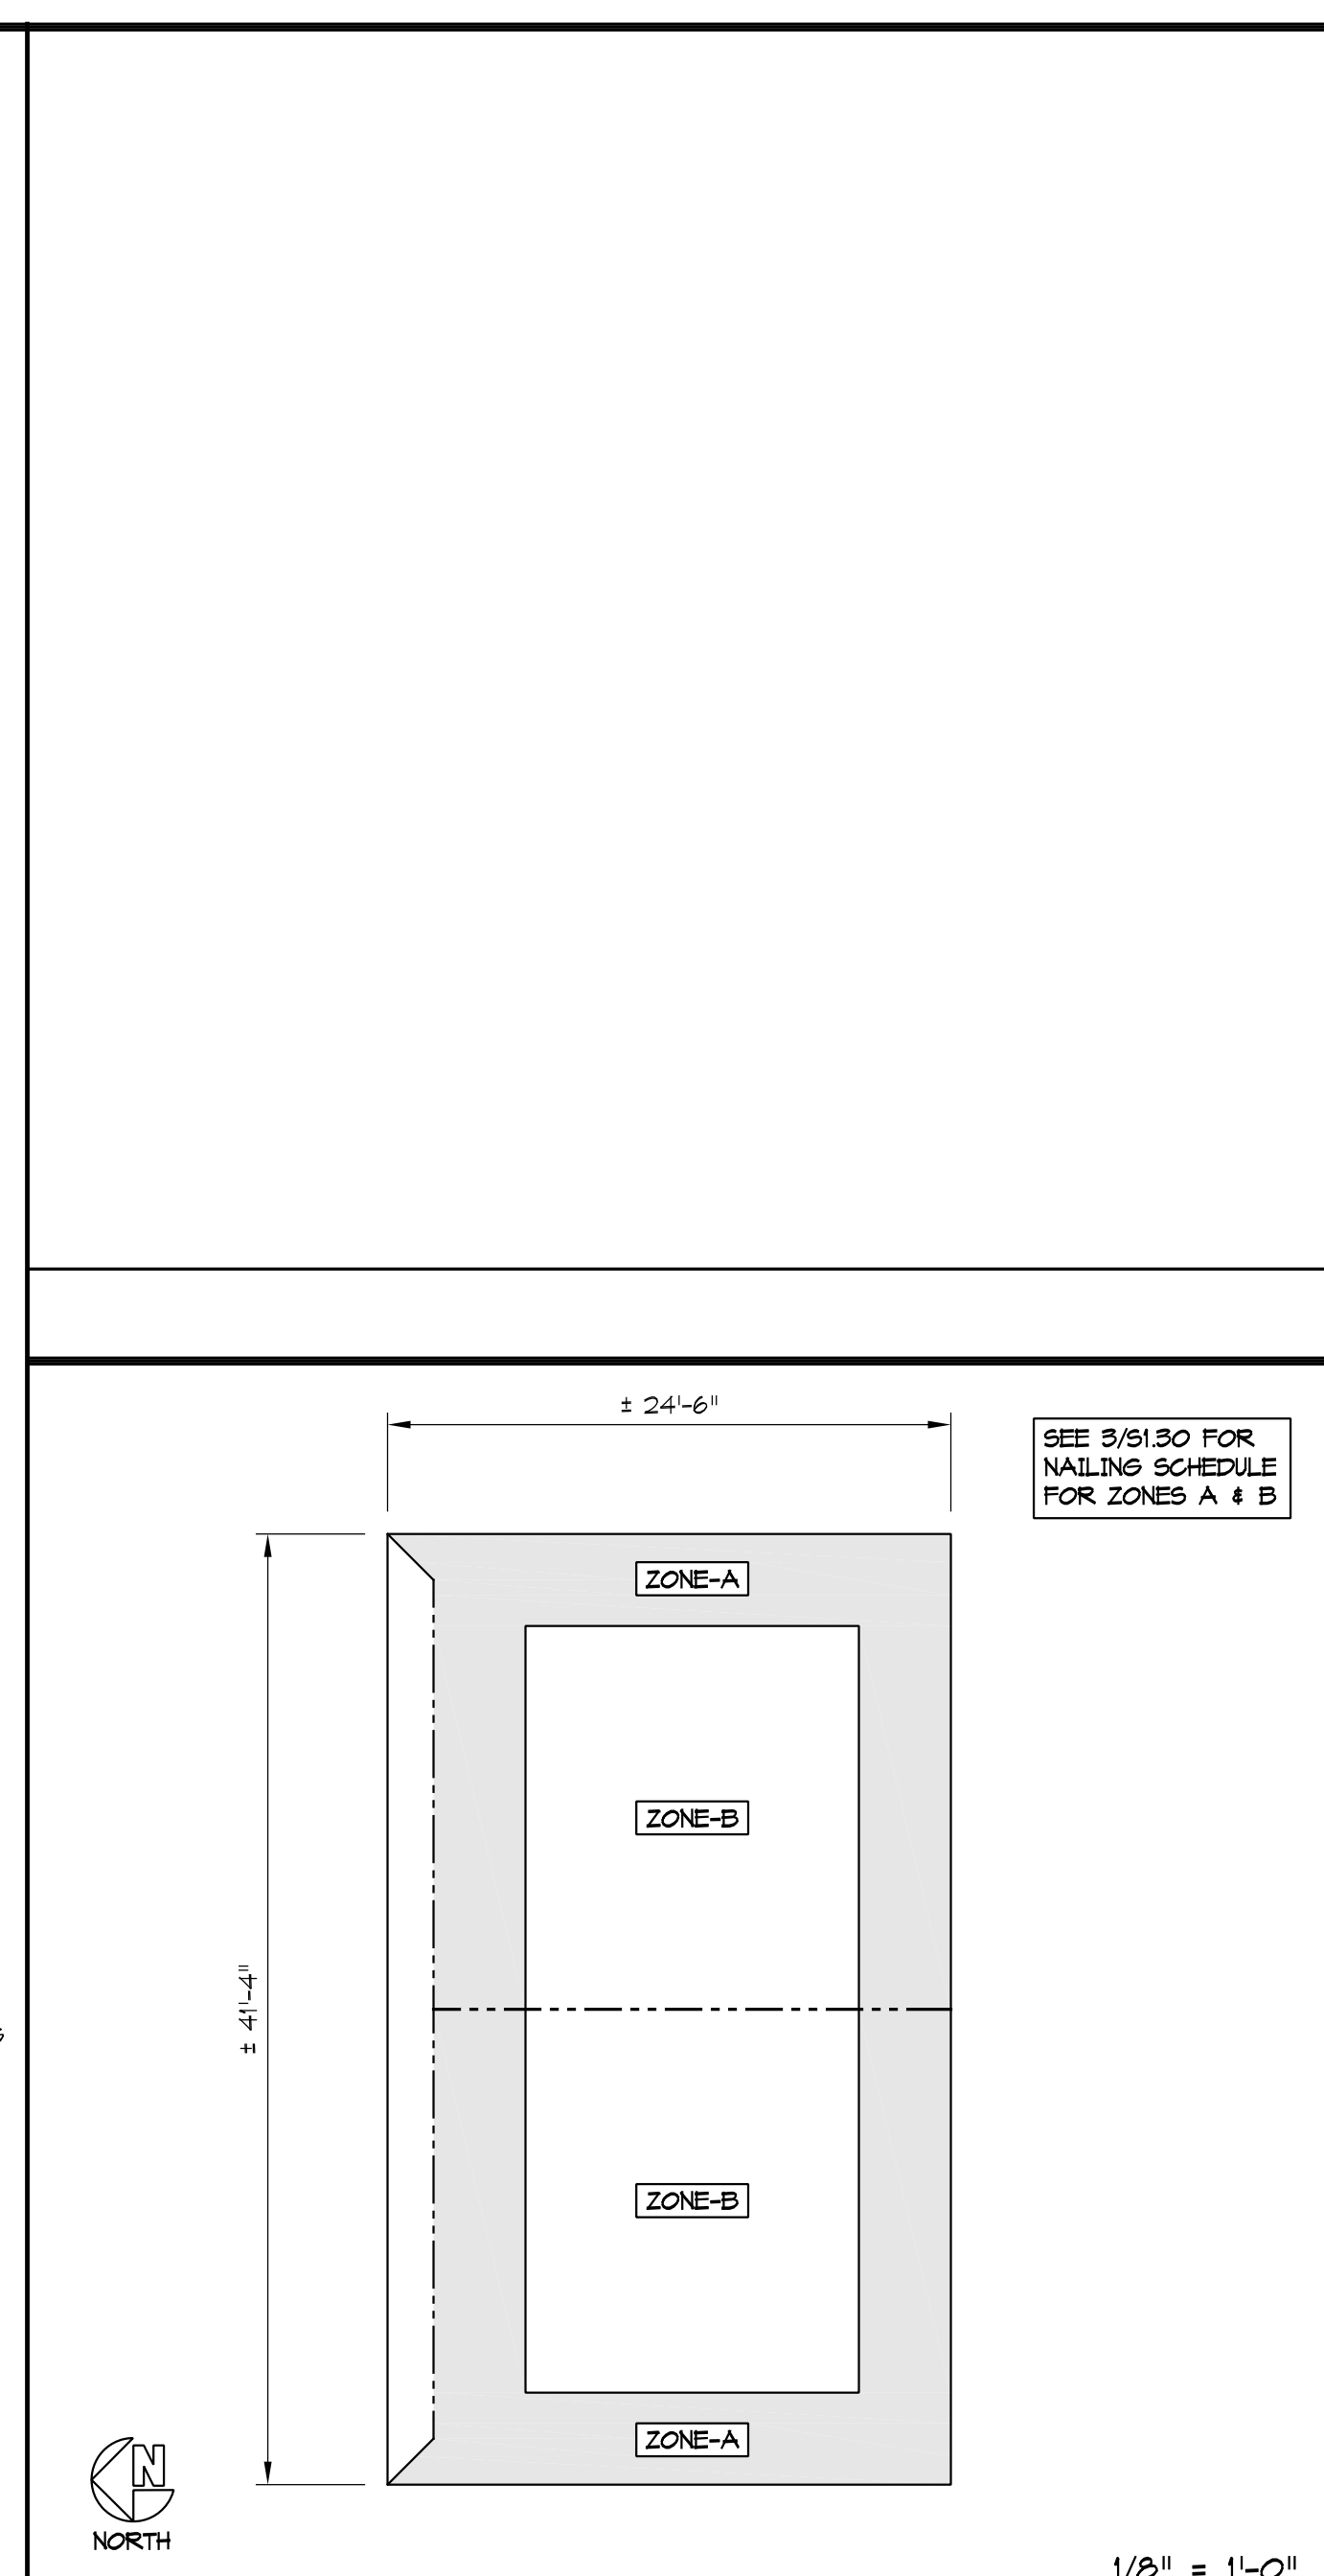 ± 24'-6"
SEE 3/S1.30 FOR
NAILING SCHEDULE
FOR ZONES A & B
ZONE-A
ZONE-B
± 41'-4"
ZONE-B
ZONE-A
N
NORTH
1/8" = 1'-0"